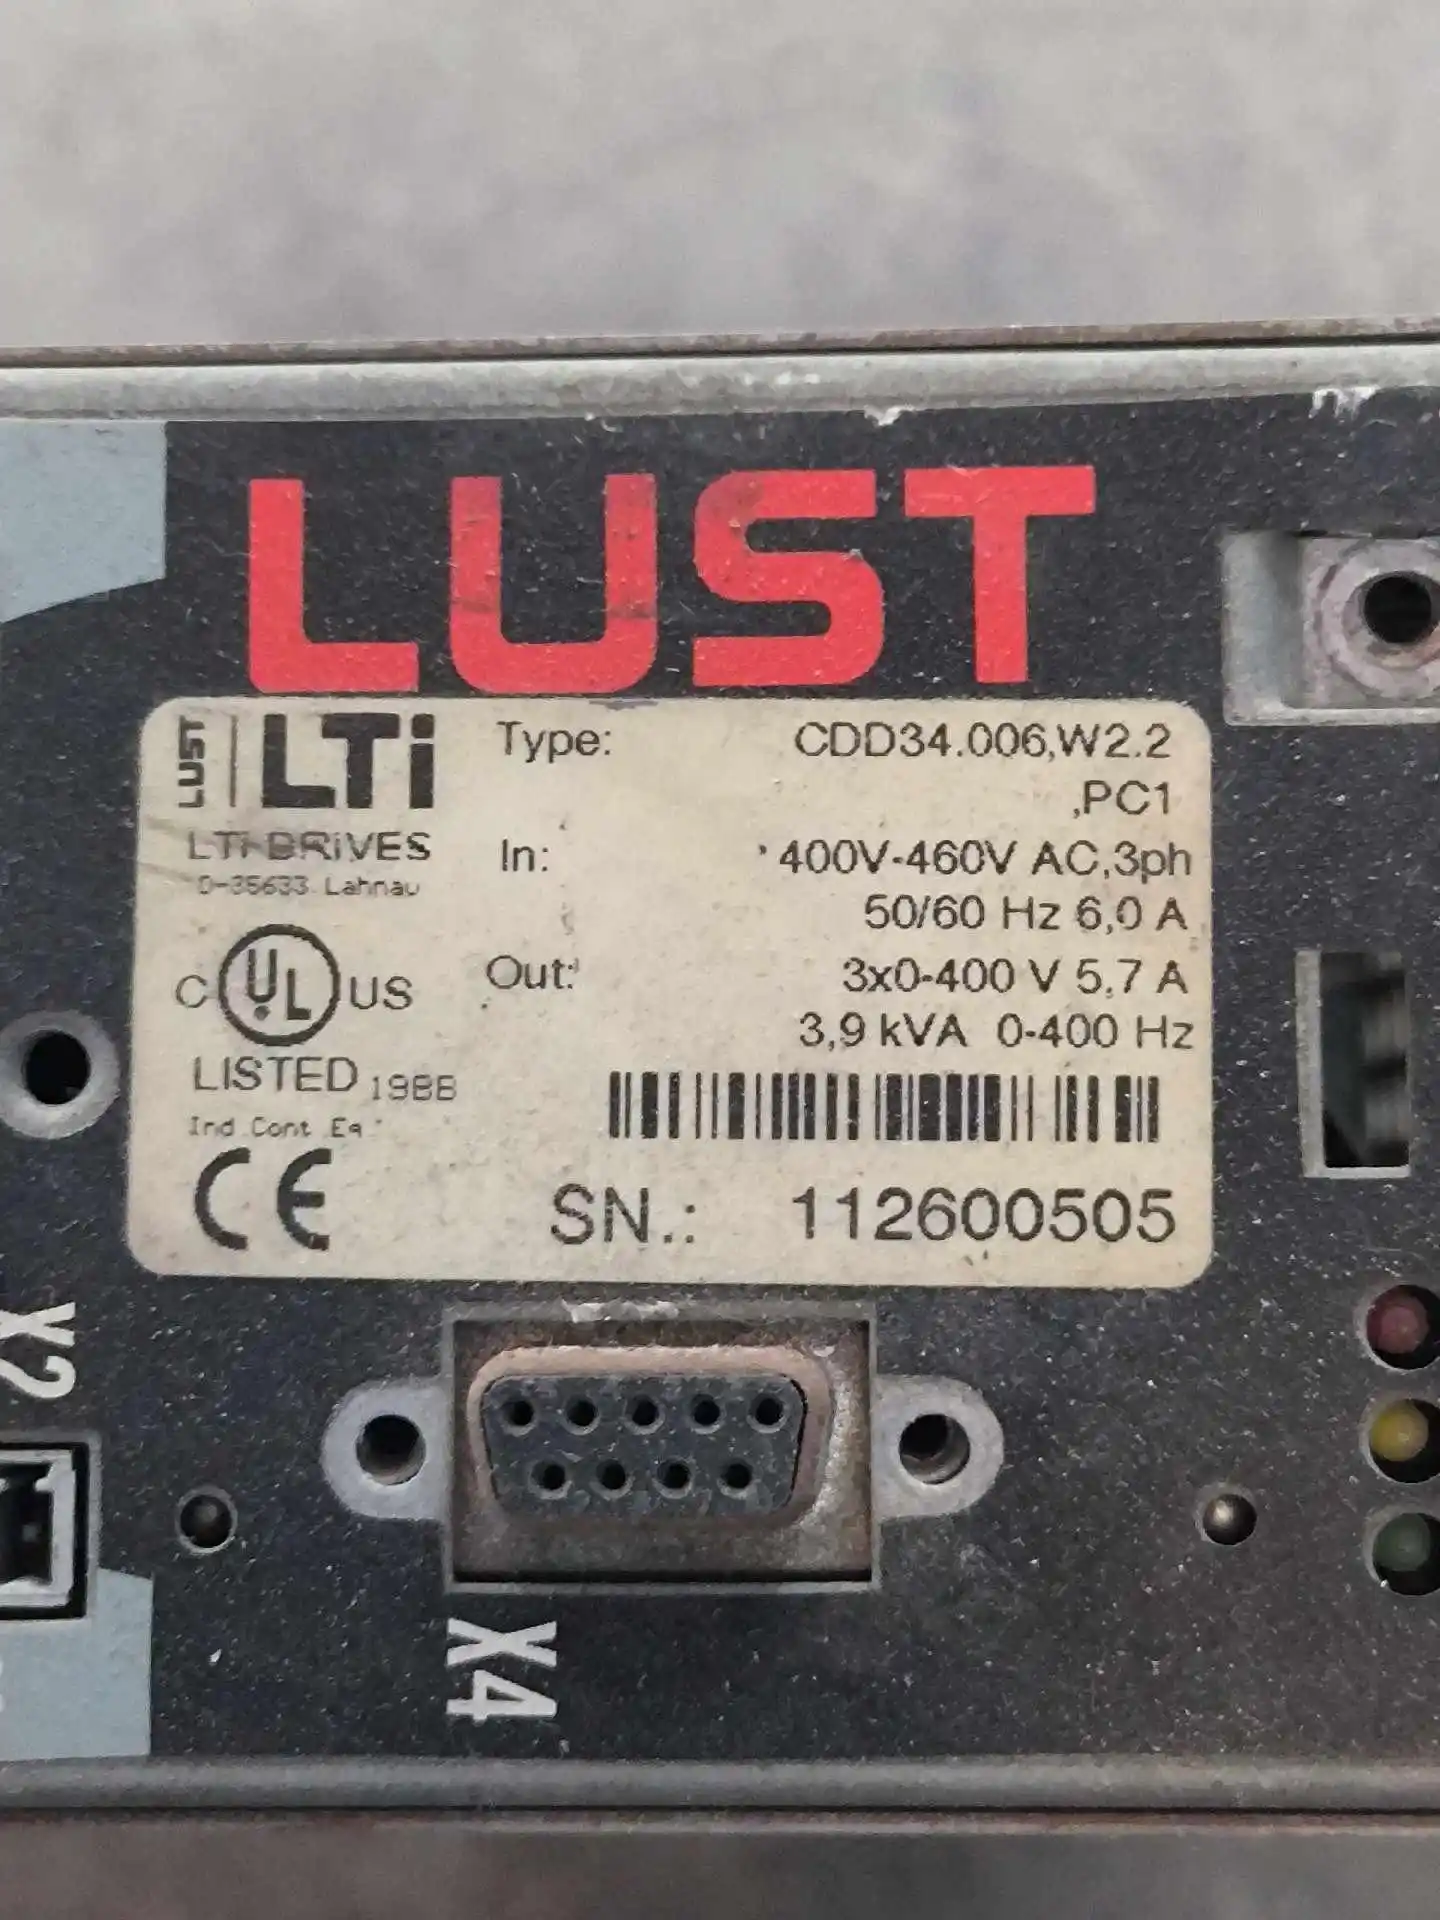 LUST
LUST LTi
LTi DRiVES
D-35633 Lahnau
C UL US
LISTED 19BB
Ind.Cont.Eq.
CE
Type: CDD34.006,W2.2
,PC1
In: 400V-460V AC,3ph
50/60 Hz 6,0 A
Out: 3x0-400 V 5,7 A
3,9 kVA 0-400 Hz
SN.: 112600505
X2
X4